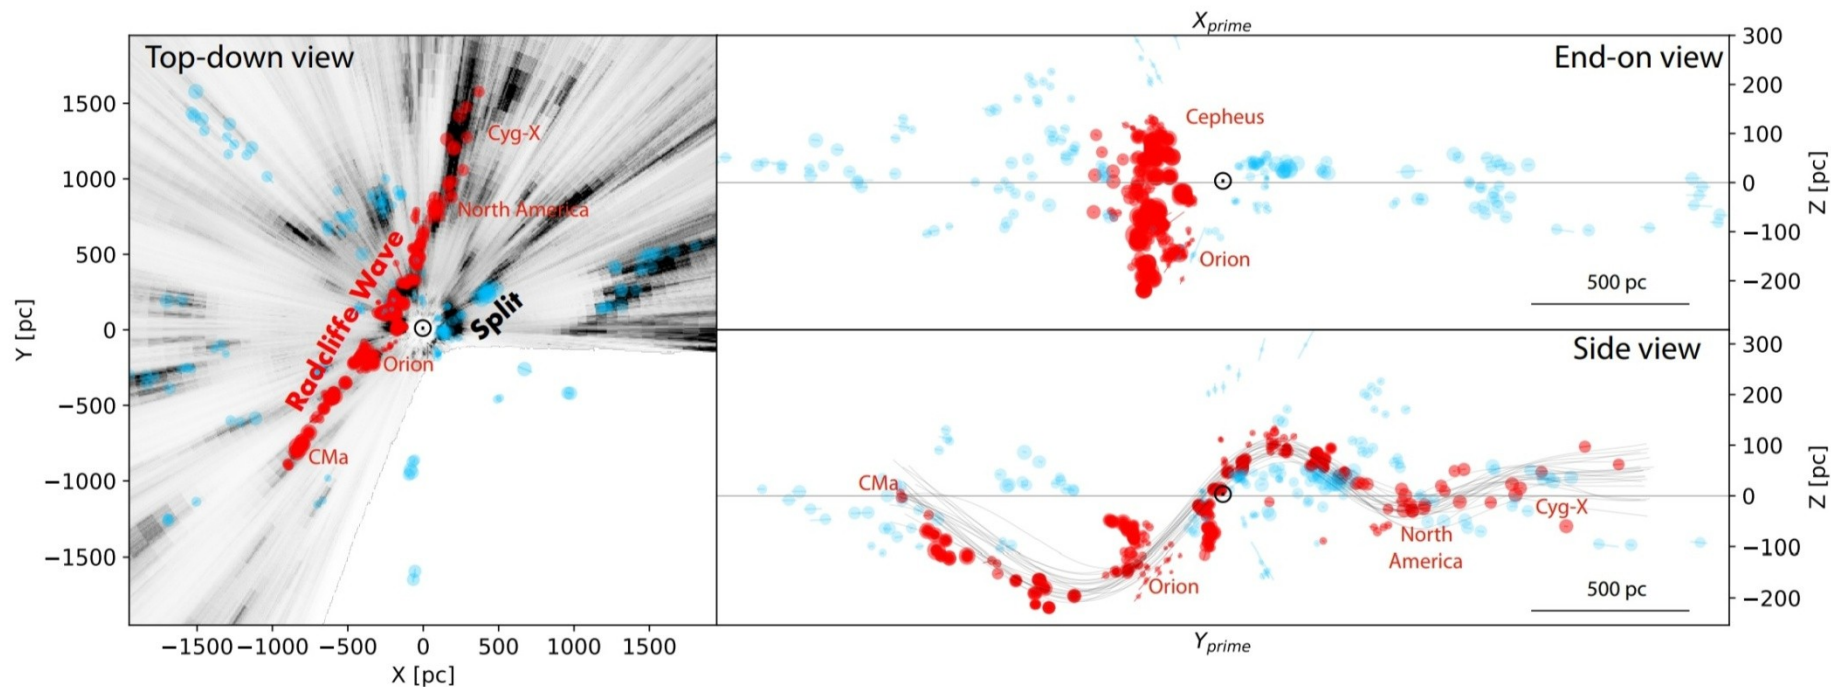 Top-down view
Y [pc]
1500
1000
500
0
−500
−1000
−1500
Cyg-X
North America
Radcliffe Wave
Split
Orion
CMa
−1500
−1000
−500
0
500
1000
1500
X [pc]
X_prime
End-on view
Cepheus
Orion
500 pc
300
200
100
0
−100
−200
Z [pc]
Side view
CMa
Orion
North
America
Cyg-X
500 pc
300
200
100
0
−100
−200
Z [pc]
Y_prime